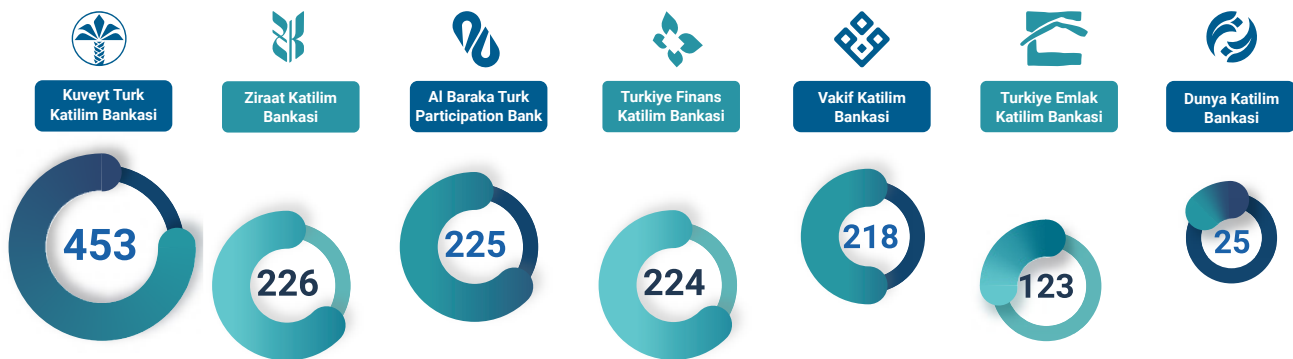 Kuveyt Turk
Katilim Bankasi
Ziraat Katilim
Bankasi
Al Baraka Turk
Participation Bank
Turkiye Finans
Katilim Bankasi
Vakif Katilim
Bankasi
Turkiye Emlak
Katilim Bankasi
Dunya Katilim
Bankasi
453
226
225
224
218
123
25